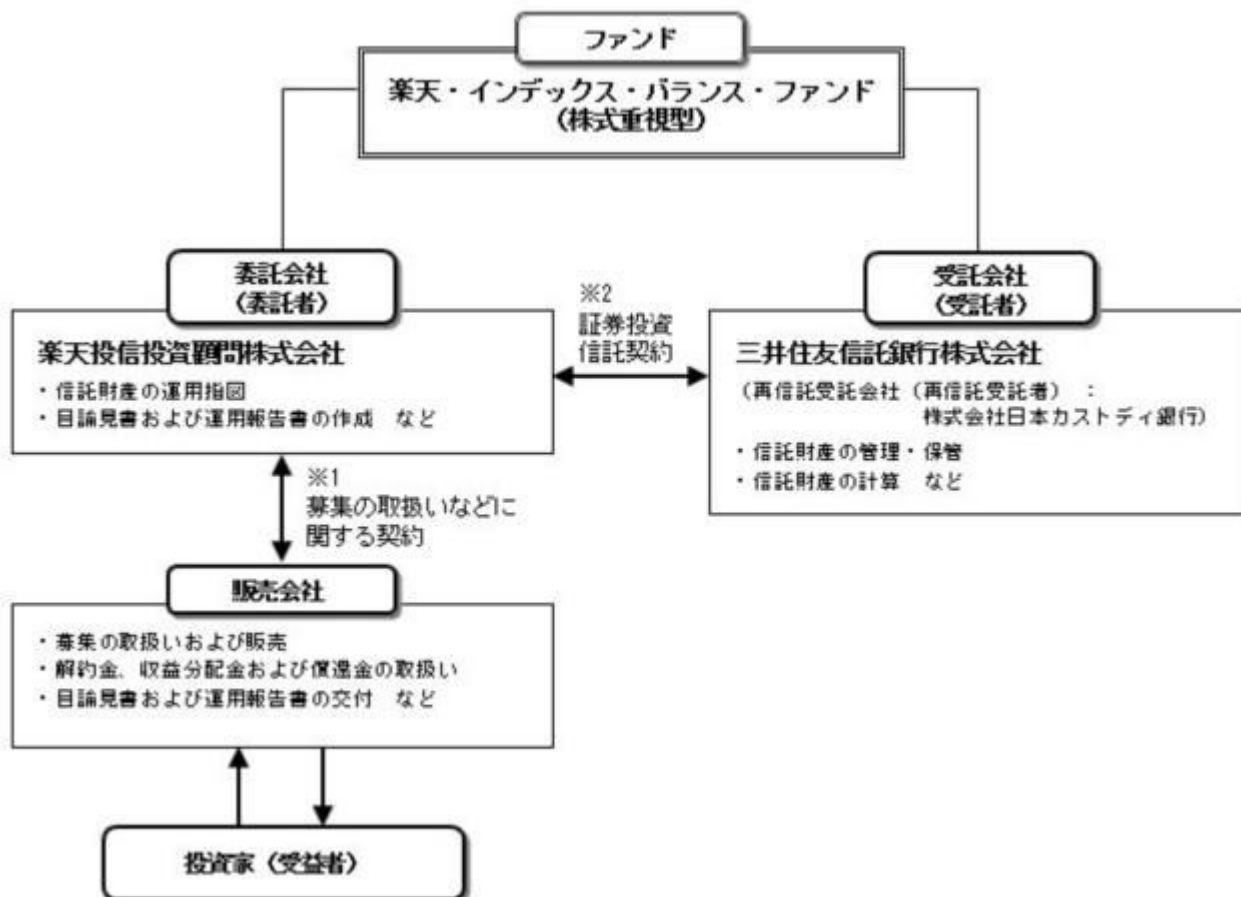 ファンド
楽天・インデックス・バランス・ファンド
(株式重視型)
委託会社
(委託者)
受託会社
(受託者)
※2
証券投資
信託契約
楽天投信投資顧問株式会社
・信託財産の運用指図
・目論見書および運用報告書の作成 など
三井住友信託銀行株式会社
(再信託受託会社(再信託受託者) :
株式会社日本カストディ銀行)
・信託財産の管理・保管
・信託財産の計算 など
※1
募集の取扱いなどに
関する契約
販売会社
・募集の取扱いおよび販売
・解約金、収益分配金および償還金の取扱い
・目論見書および運用報告書の交付 など
投資家(受益者)